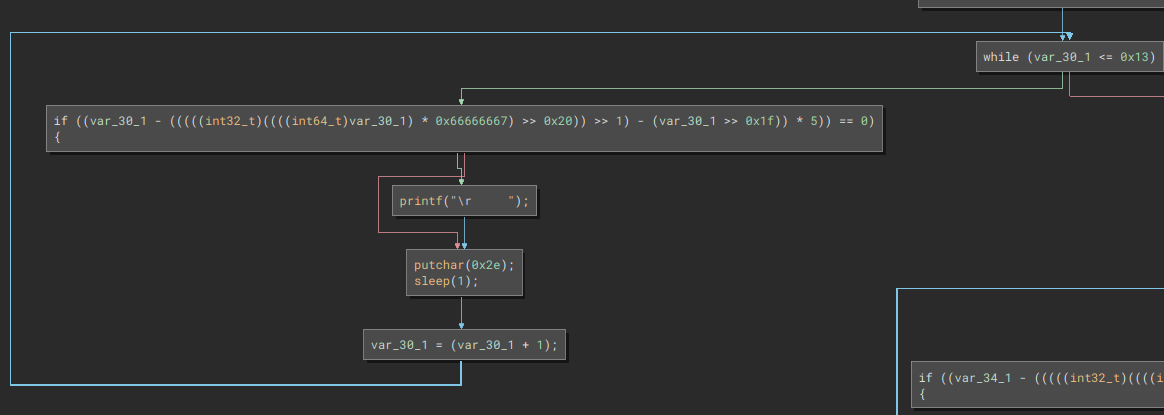 while (var_30_1 <= 0x13)
if ((var_30_1 - (((((int32_t)((((int64_t)var_30_1) * 0x66666667) >> 0x20)) >> 1) - (var_30_1 >> 0x1f)) * 5)) == 0)
{
printf("\r     ");
putchar(0x2e);
sleep(1);
var_30_1 = (var_30_1 + 1);
if ((var_34_1 - (((((int32_t)((((i
{